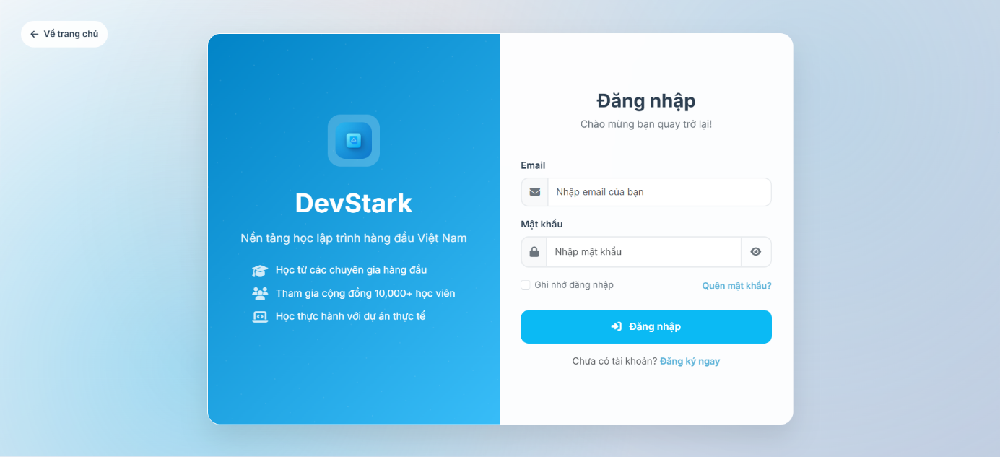 Về trang chủ
DevStark
Nền tảng học lập trình hàng đầu Việt Nam
Học từ các chuyên gia hàng đầu
Tham gia cộng đồng 10,000+ học viên
Học thực hành với dự án thực tế
Đăng nhập
Chào mừng bạn quay trở lại!
Email
Nhập email của bạn
Mật khẩu
Nhập mật khẩu
Ghi nhớ đăng nhập
Quên mật khẩu?
Đăng nhập
Chưa có tài khoản? Đăng ký ngay